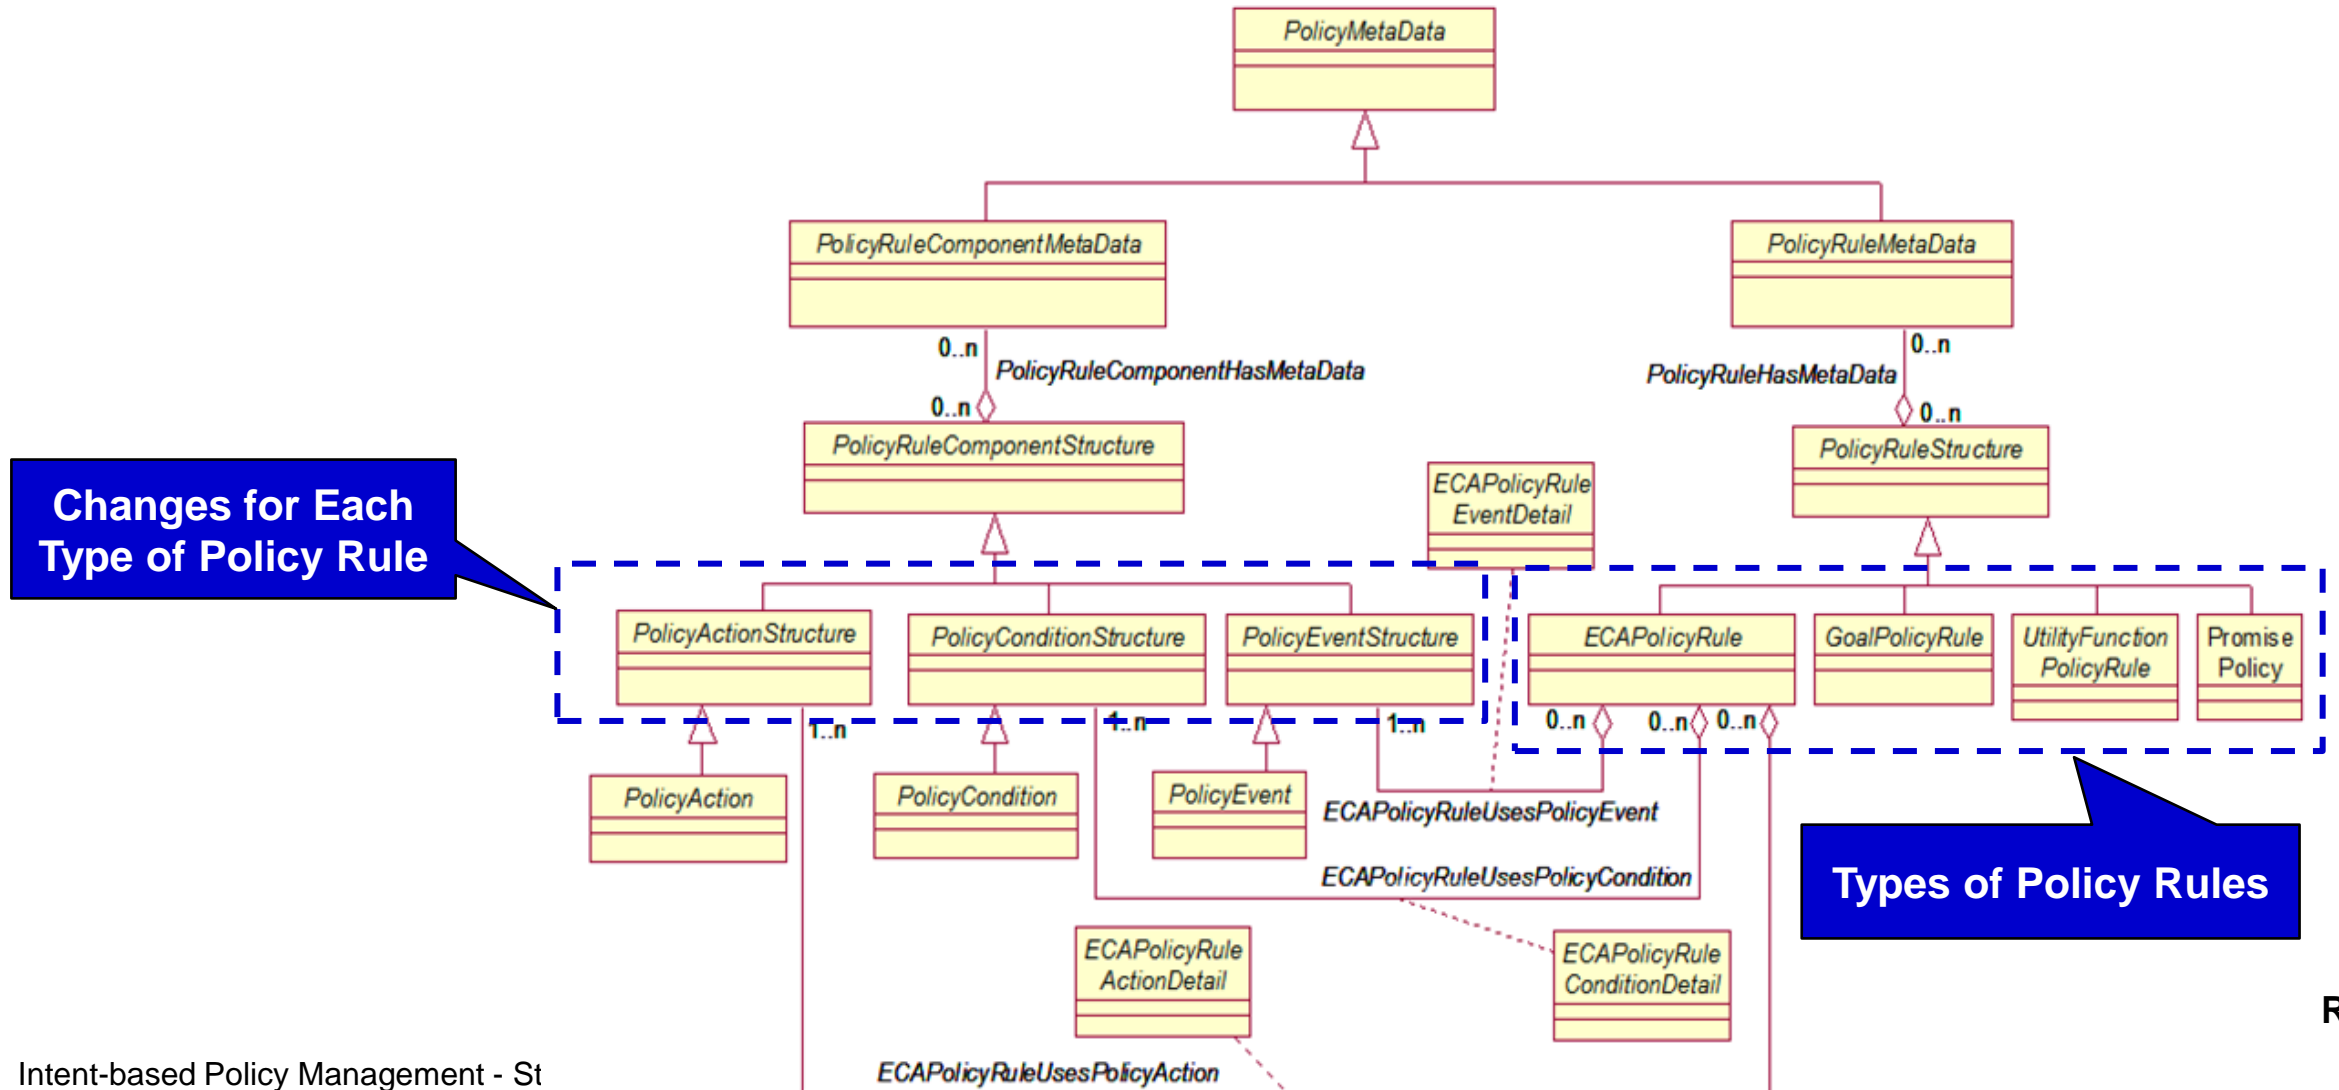 PolicyMetaData
PolicyRuleComponentMetaData
PolicyRuleMetaData
0..n
PolicyRuleComponentHasMetaData
0..n
0..n
PolicyRuleHasMetaData
0..n
PolicyRuleComponentStructure
PolicyRuleStructure
Changes for Each
Type of Policy Rule
ECAPolicyRule
EventDetail
PolicyActionStructure
PolicyConditionStructure
PolicyEventStructure
ECAPolicyRule
GoalPolicyRule
UtilityFunction
PolicyRule
Promise
Policy
1..n
1..n
1..n
0..n
0..n
0..n
PolicyAction
PolicyCondition
PolicyEvent
ECAPolicyRuleUsesPolicyEvent
ECAPolicyRuleUsesPolicyCondition
Types of Policy Rules
ECAPolicyRule
ActionDetail
ECAPolicyRule
ConditionDetail
R
Intent-based Policy Management - St
ECAPolicyRuleUsesPolicyAction